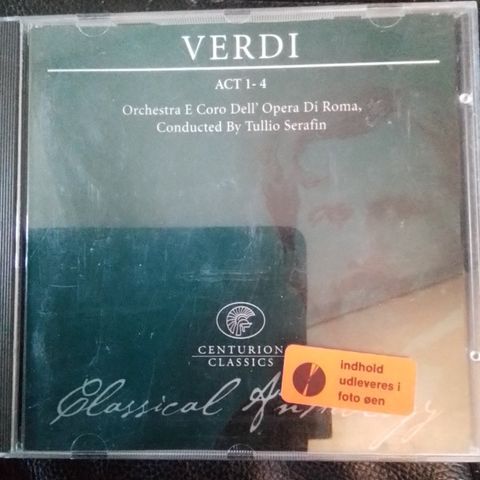 VERDI
ACT 1-4
Orchestra E Coro Dell' Opera Di Roma,
Conducted By Tullio Serafin
CENTURION
CLASSICS
indhold
udleveres i
foto øen
Classical